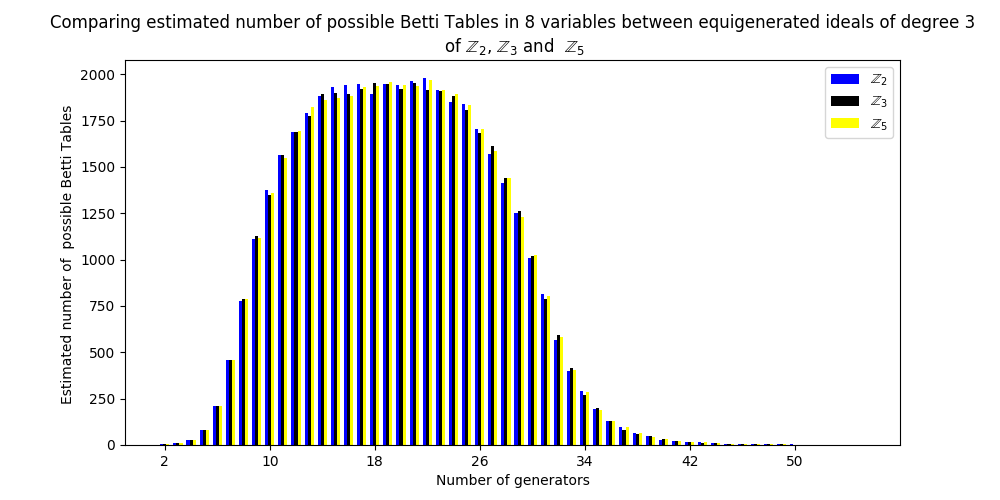 Comparing estimated number of possible Betti Tables in 8 variables between equigenerated ideals of degree 3
of ℤ₂, ℤ₃ and ℤ₅
2000
1750
1500
1250
1000
750
500
250
0
Estimated number of possible Betti Tables
ℤ₂
ℤ₃
ℤ₅
2 10 18 26 34 42 50
Number of generators